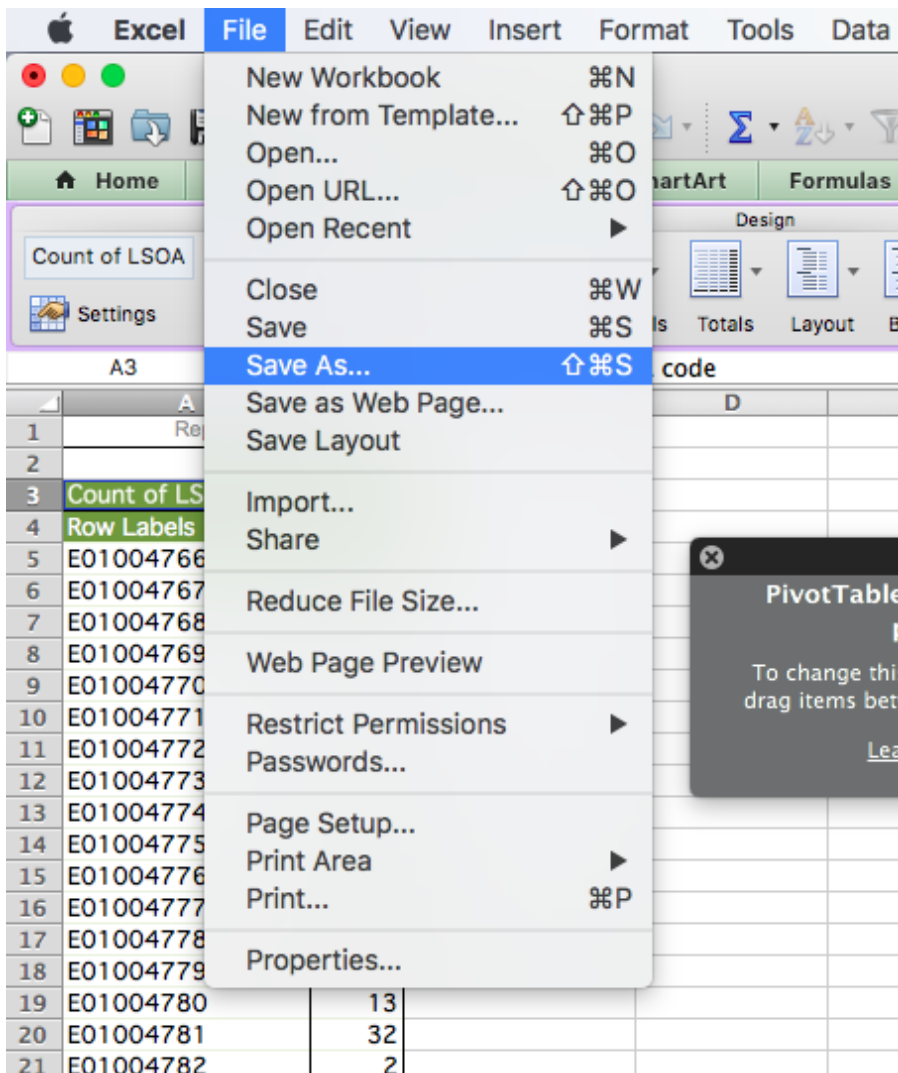 Excel File Edit View Insert Format Tools Data
New Workbook ⌘N
New from Template... ⇧⌘P
Open... ⌘O
Open URL... ⇧⌘O
Open Recent ▶
Close ⌘W
Save ⌘S
Save As... ⇧⌘S
Save as Web Page...
Save Layout
Import...
Share ▶
Reduce File Size...
Web Page Preview
Restrict Permissions ▶
Passwords...
Page Setup...
Print Area ▶
Print... ⌘P
Properties...
Home Formulas
Design
Count of LSOA
Settings Totals Layout
A3 code
A D
1
2
3 Count of LS
4 Row Labels
5 E01004766
6 E01004767
7 E01004768
8 E01004769
9 E01004770
10 E01004771
11 E01004772
12 E01004773
13 E01004774
14 E01004775
15 E01004776
16 E01004777
17 E01004778
18 E01004779
19 E01004780 13
20 E01004781 32
21 E01004782 2
PivotTable
To change this
drag items bet
Lea